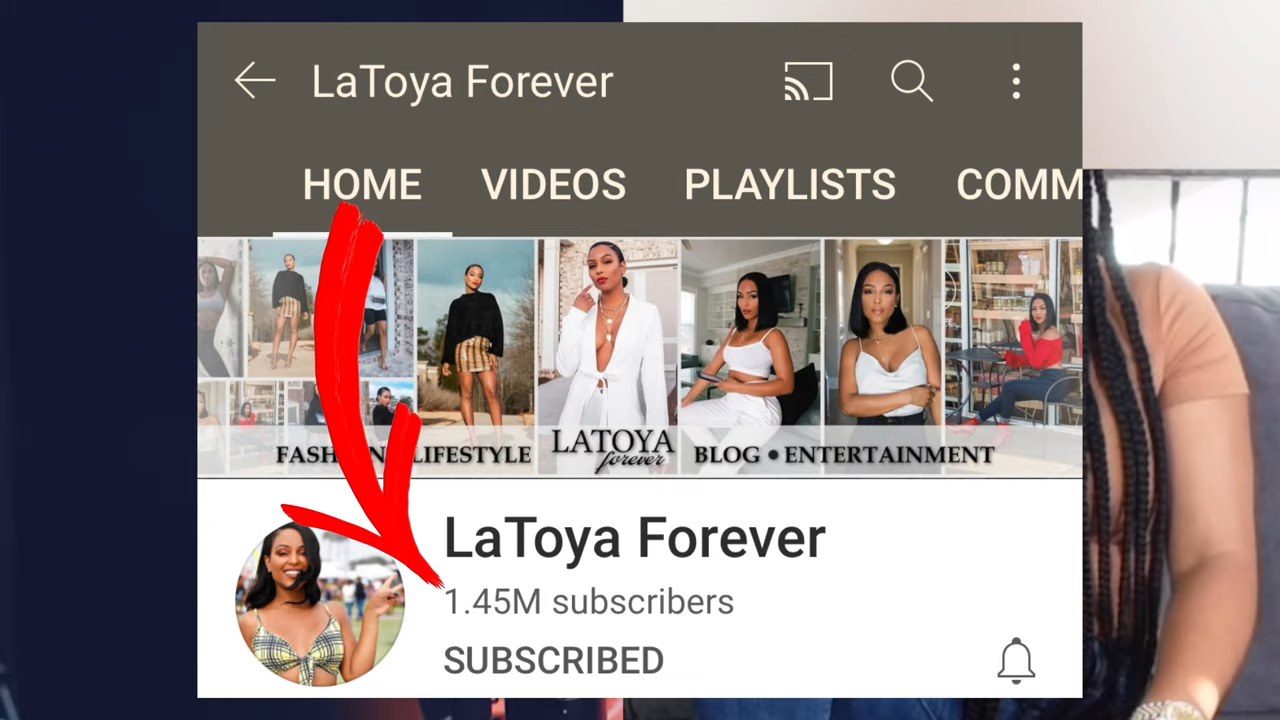 LaToya Forever
HOME VIDEOS PLAYLISTS COMM
FASH N LIFESTYLE LATOYA forever BLOG • ENTERTAINMENT
LaToya Forever
1.45M subscribers
SUBSCRIBED